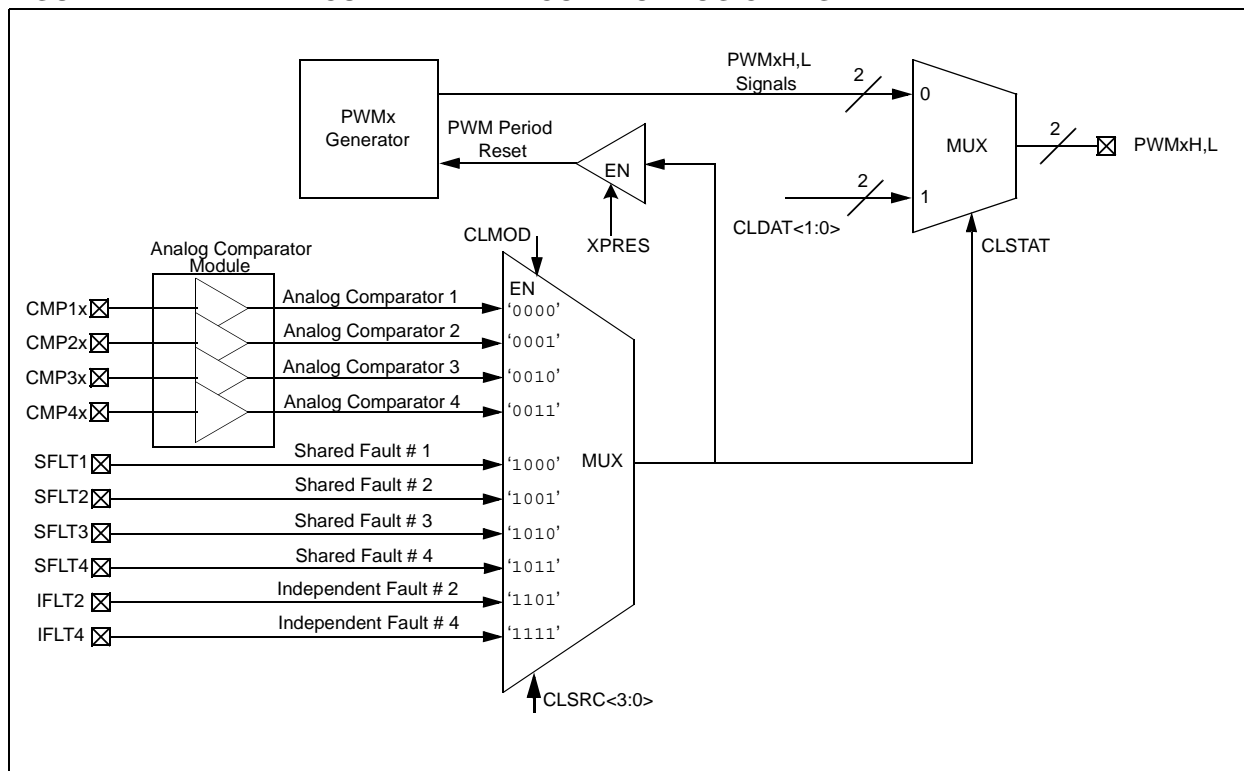 PWMxH,L
Signals
2
0
PWMx
Generator
PWM Period
Reset
EN
MUX
2
PWMxH,L
2
1
CLDAT<1:0>
XPRES
CLSTAT
CLMOD
Analog Comparator
Module
EN
CMP1x
Analog Comparator 1
‘0000’
CMP2x
Analog Comparator 2
‘0001’
CMP3x
Analog Comparator 3
‘0010’
CMP4x
Analog Comparator 4
‘0011’
SFLT1
Shared Fault # 1
‘1000’
MUX
SFLT2
Shared Fault # 2
‘1001’
SFLT3
Shared Fault # 3
‘1010’
SFLT4
Shared Fault # 4
‘1011’
IFLT2
Independent Fault # 2
‘1101’
IFLT4
Independent Fault # 4
‘1111’
CLSRC<3:0>